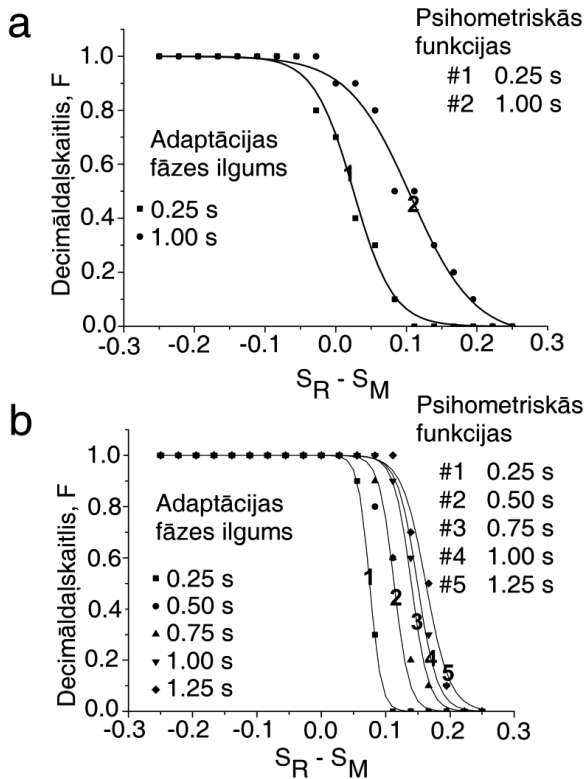 a
Psihometriskās
funkcijas
#1 0.25 s
#2 1.00 s
Decimāldaļskaitlis, F
1.0
0.8
0.6
0.4
0.2
0.0
Adaptācijas
fāzes ilgums
0.25 s
1.00 s
1
2
-0.3 -0.2 -0.1 0.0 0.1 0.2 0.3
S_R - S_M
b
Psihometriskās
funkcijas
#1 0.25 s
#2 0.50 s
#3 0.75 s
#4 1.00 s
#5 1.25 s
Decimāldaļskaitlis, F
1.0
0.8
0.6
0.4
0.2
0.0
Adaptācijas
fāzes ilgums
0.25 s
0.50 s
0.75 s
1.00 s
1.25 s
1
2
3
4
5
-0.3 -0.2 -0.1 0.0 0.1 0.2 0.3
S_R - S_M